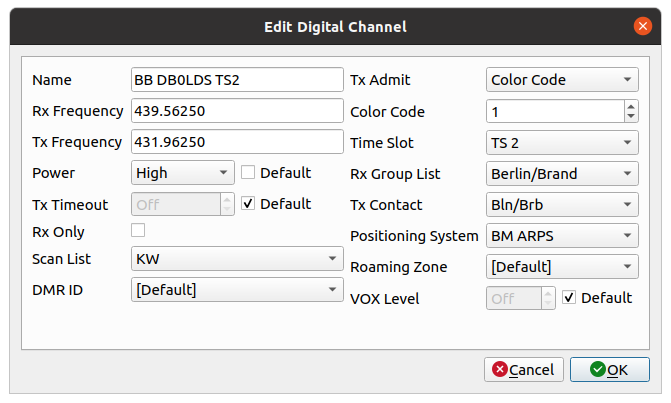 Edit Digital Channel
Name BB DB0LDS TS2 Tx Admit Color Code
Rx Frequency 439.56250 Color Code 1
Tx Frequency 431.96250 Time Slot TS 2
Power High Default Rx Group List Berlin/Brand
Tx Timeout Off Default Tx Contact Bln/Brb
Rx Only Positioning System BM ARPS
Scan List KW Roaming Zone [Default]
DMR ID [Default] VOX Level Off Default
Cancel OK